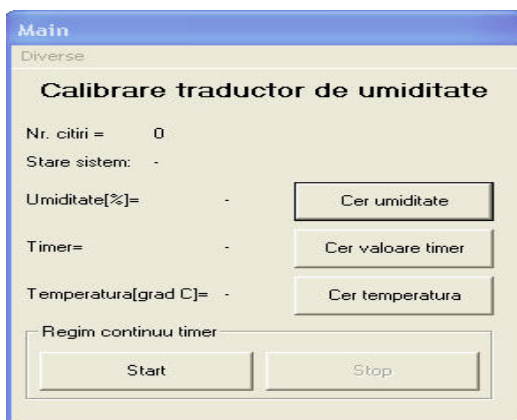 Main
Diverse
Calibrare traductor de umiditate
Nr. citiri = 0
Stare sistem: -
Umiditate[%]= - Cer umiditate
Timer= - Cer valoare timer
Temperatura[grad C]= - Cer temperatura
Regim continuu timer
Start Stop